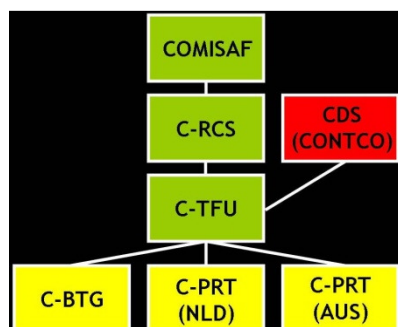 COMISAF
C-RCS
CDS
(CONTCO)
C-TFU
C-BTG
C-PRT
(NLD)
C-PRT
(AUS)